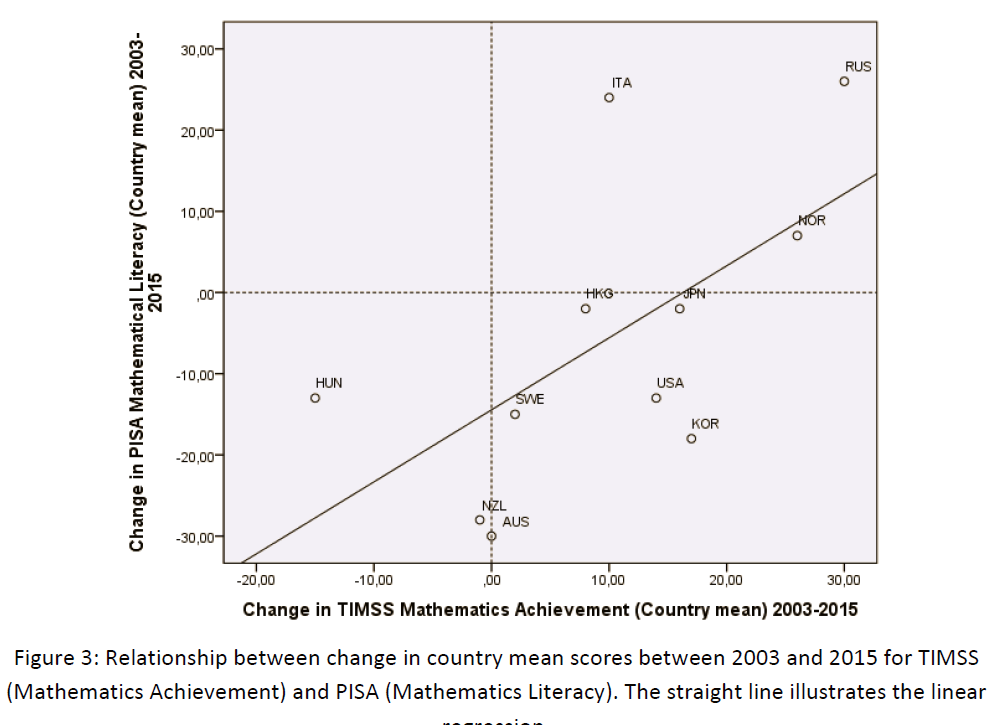 Change in PISA Mathematical Literacy (Country mean) 2003-
2015
30,00
20,00
10,00
,00
-10,00
-20,00
-30,00
RUS
ITA
NOR
HKG
JPN
HUN
USA
SWE
KOR
NZL
AUS
-20,00 -10,00 ,00 10,00 20,00 30,00
Change in TIMSS Mathematics Achievement (Country mean) 2003-2015
Figure 3: Relationship between change in country mean scores between 2003 and 2015 for TIMSS
(Mathematics Achievement) and PISA (Mathematics Literacy). The straight line illustrates the linear
regression